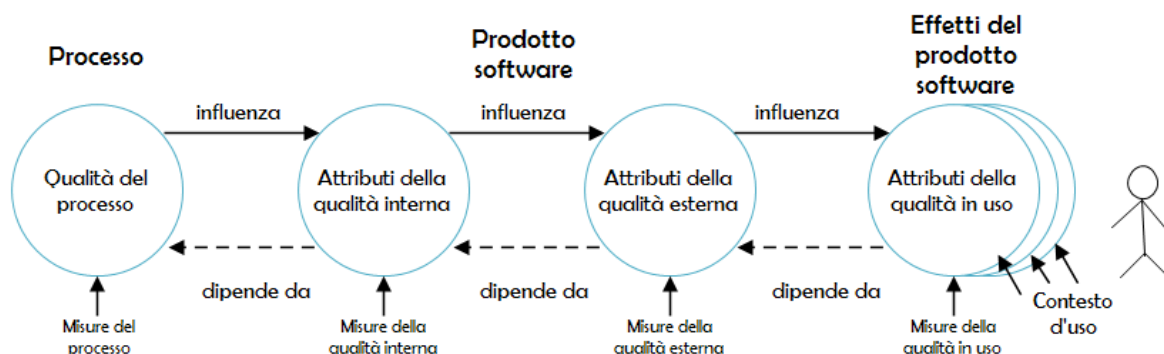 Processo
Prodotto
software
Effetti del
prodotto
software
influenza
influenza
influenza
Qualità del
processo
Attributi della
qualità interna
Attributi della
qualità esterna
Attributi della
qualità in uso
dipende da
dipende da
dipende da
Contesto
d'uso
Misure del
processo
Misure della
qualità interna
Misure della
qualità esterna
Misure della
qualità in uso